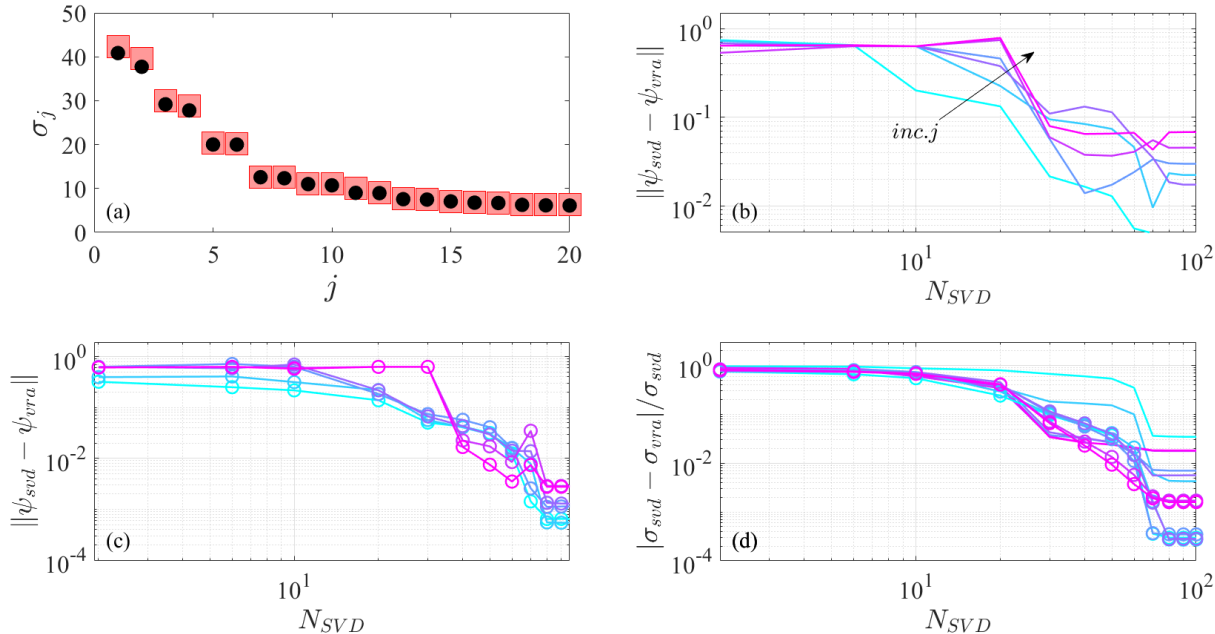 50
40
30
20
10
0
σ_j
(a)
0
5
10
15
20
j
10^0
10^-1
10^-2
||ψ_svd − ψ_vra||
inc.j
(b)
10^1
10^2
N_SVD
10^0
10^-2
10^-4
||ψ_svd − ψ_vra||
(c)
10^1
N_SVD
10^0
10^-2
10^-4
|σ_svd − σ_vra|/σ_svd
(d)
10^1
10^2
N_SVD